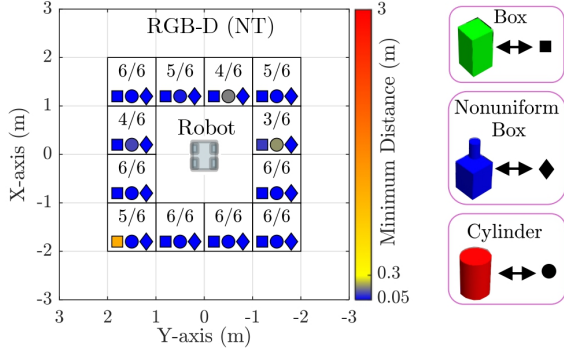 RGB-D (NT)
3
2
1
0
-1
-2
-3
X-axis (m)
6/6 5/6 4/6 5/6
4/6 Robot 3/6
6/6 6/6
5/6 6/6 6/6 6/6
3 2 1 0 -1 -2 -3
Y-axis (m)
3
0.3
0.05
Minimum Distance (m)
Box
Nonuniform
Box
Cylinder